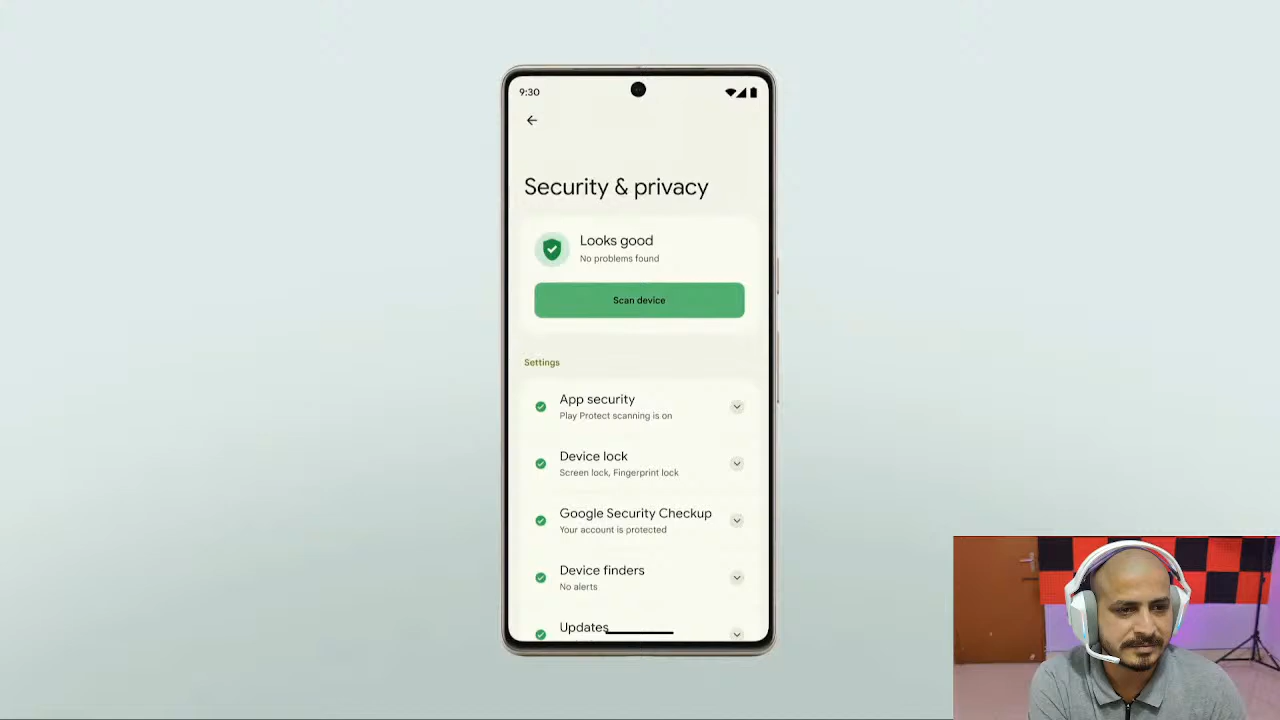 9:30
Security & privacy
Looks good
No problems found
Scan device
Settings
App security
Play Protect scanning is on
Device lock
Screen lock, Fingerprint lock
Google Security Checkup
Your account is protected
Device finders
No alerts
Updates